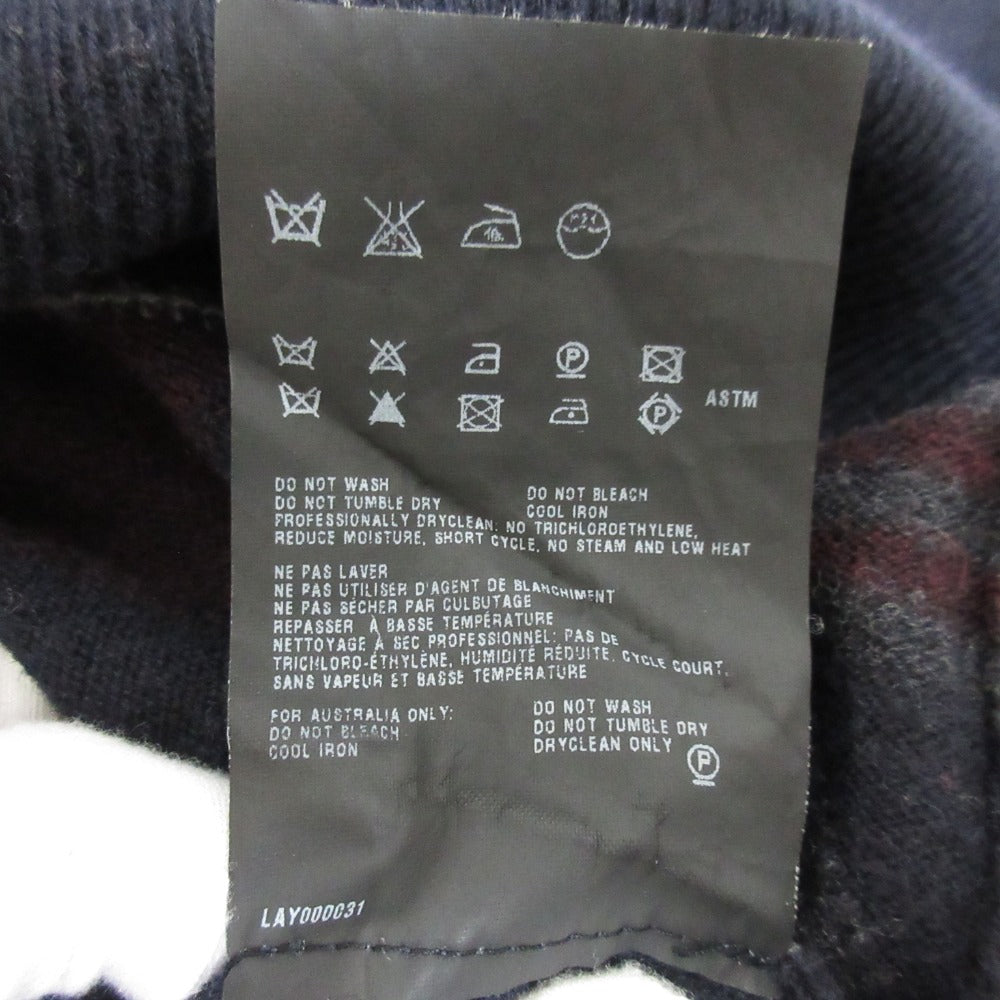 ASTM
DO NOT WASH
DO NOT BLEACH
DO NOT TUMBLE DRY
COOL IRON
PROFESSIONALLY DRYCLEAN: NO TRICHLOROETHYLENE,
REDUCE MOISTURE, SHORT CYCLE, NO STEAM AND LOW HEAT
NE PAS LAVER
NE PAS UTILISER D'AGENT DE BLANCHIMENT
NE PAS SÉCHER PAR CULBUTAGE
REPASSER À BASSE TEMPÉRATURE
NETTOYAGE À SEC PROFESSIONNEL: PAS DE
TRICHLORO-ÉTHYLÈNE, HUMIDITÉ RÉDUITE, CYCLE COURT,
SANS VAPEUR ET BASSE TEMPÉRATURE
FOR AUSTRALIA ONLY:
DO NOT BLEACH
COOL IRON
DO NOT WASH
DO NOT TUMBLE DRY
DRYCLEAN ONLY
P
LAY000031